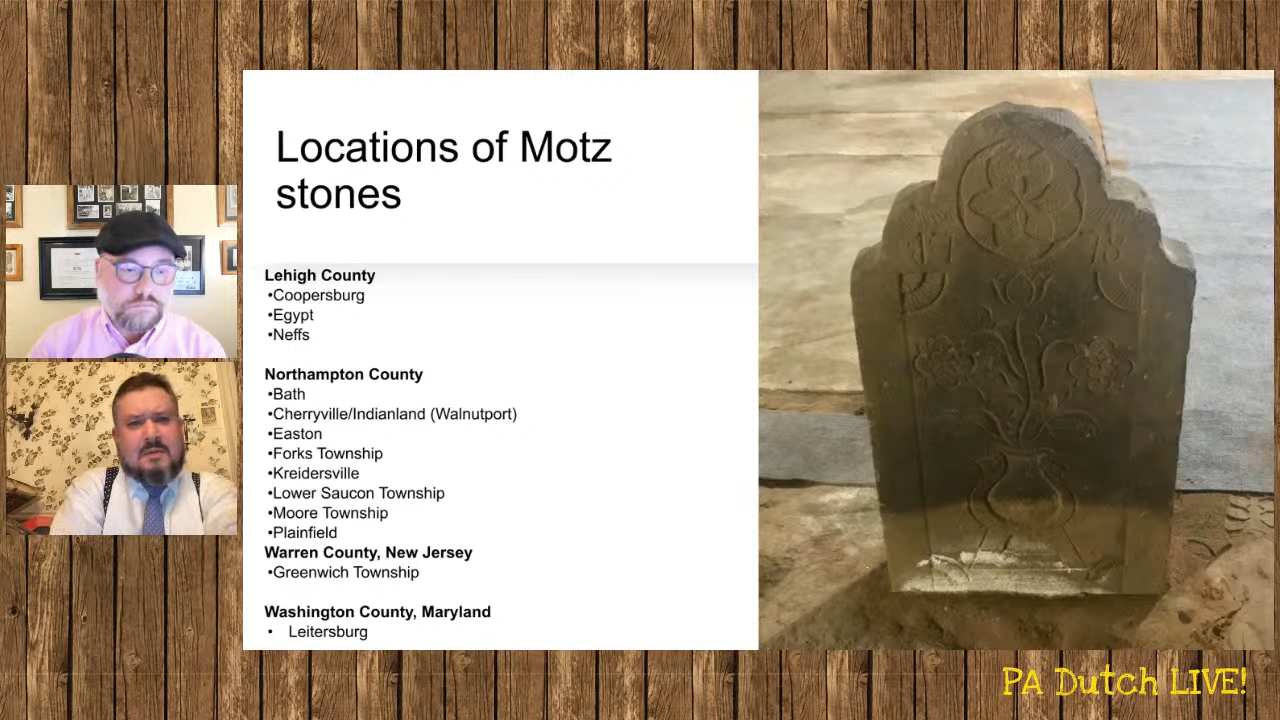 Locations of Motz
stones
Lehigh County
•Coopersburg
•Egypt
•Neffs
Northampton County
•Bath
•Cherryville/Indianland (Walnutport)
•Easton
•Forks Township
•Kreidersville
•Lower Saucon Township
•Moore Township
•Plainfield
Warren County, New Jersey
•Greenwich Township
Washington County, Maryland
• Leitersburg
PA Dutch LIVE!